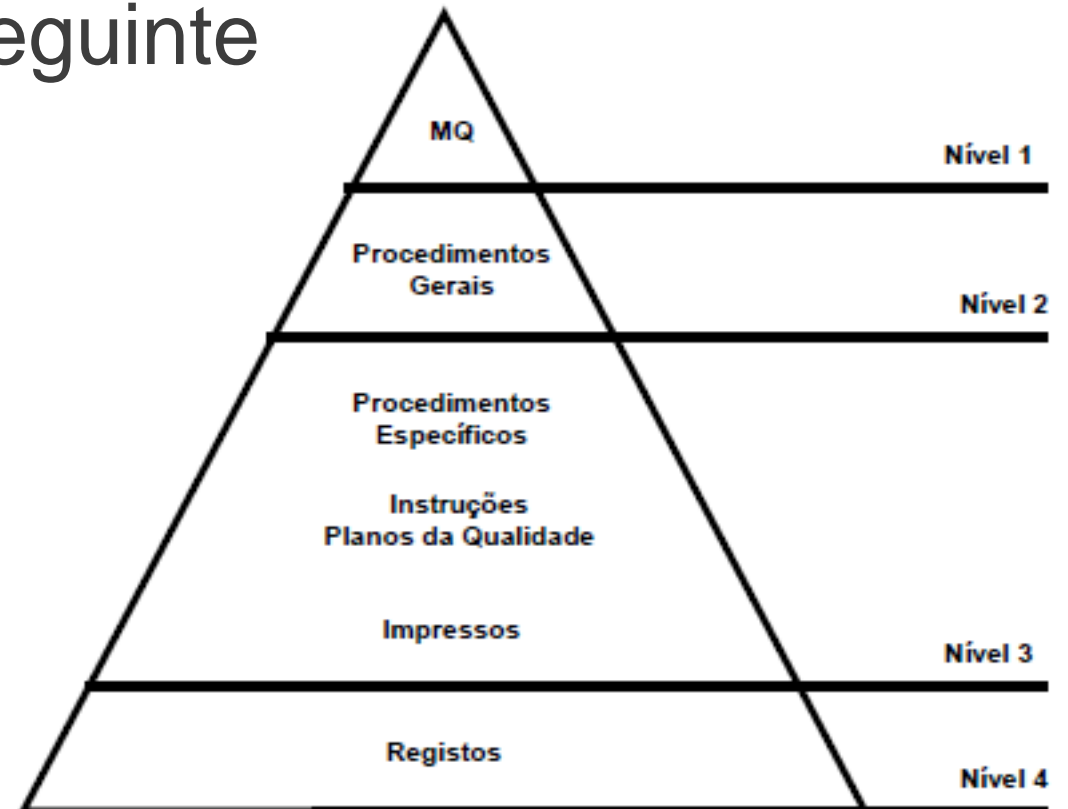 eguinte
MQ
Nível 1
Procedimentos
Gerais
Nível 2
Procedimentos
Específicos
Instruções
Planos da Qualidade
Impressos
Nível 3
Registos
Nível 4